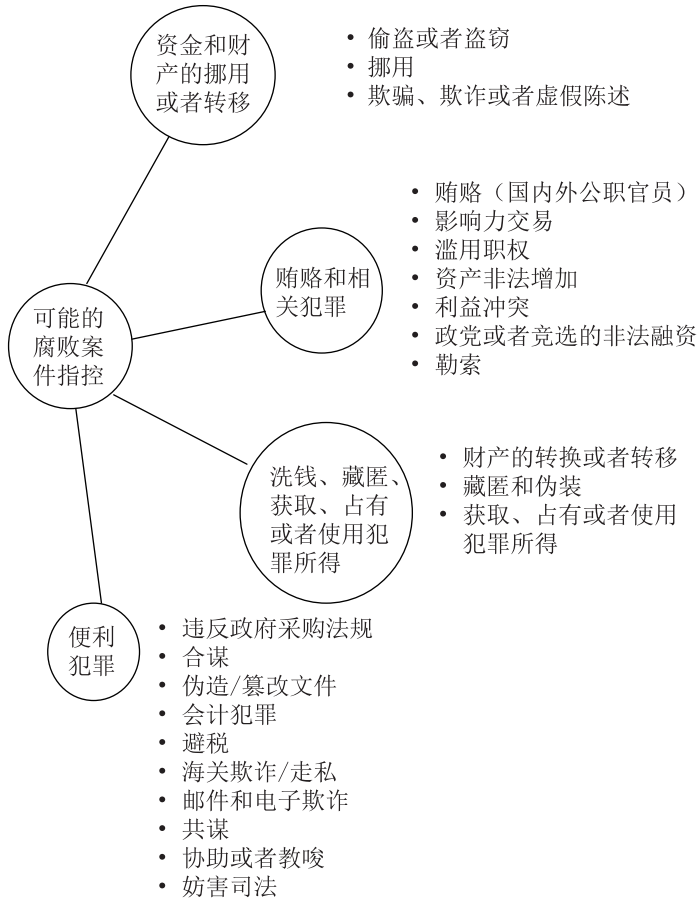 资金和财
产的挪用
或者转移
• 偷盗或者盗窃
• 挪用
• 欺骗、欺诈或者虚假陈述
贿赂和相
关犯罪
• 贿赂（国内外公职官员）
• 影响力交易
• 滥用职权
• 资产非法增加
• 利益冲突
• 政党或者竞选的非法融资
• 勒索
可能的
腐败案
件指控
洗钱、藏匿、
获取、占有
或者使用犯
罪所得
• 财产的转换或者转移
• 藏匿和伪装
• 获取、占有或者使用
犯罪所得
便利
犯罪
• 违反政府采购法规
• 合谋
• 伪造/篡改文件
• 会计犯罪
• 避税
• 海关欺诈/走私
• 邮件和电子欺诈
• 共谋
• 协助或者教唆
• 妨害司法